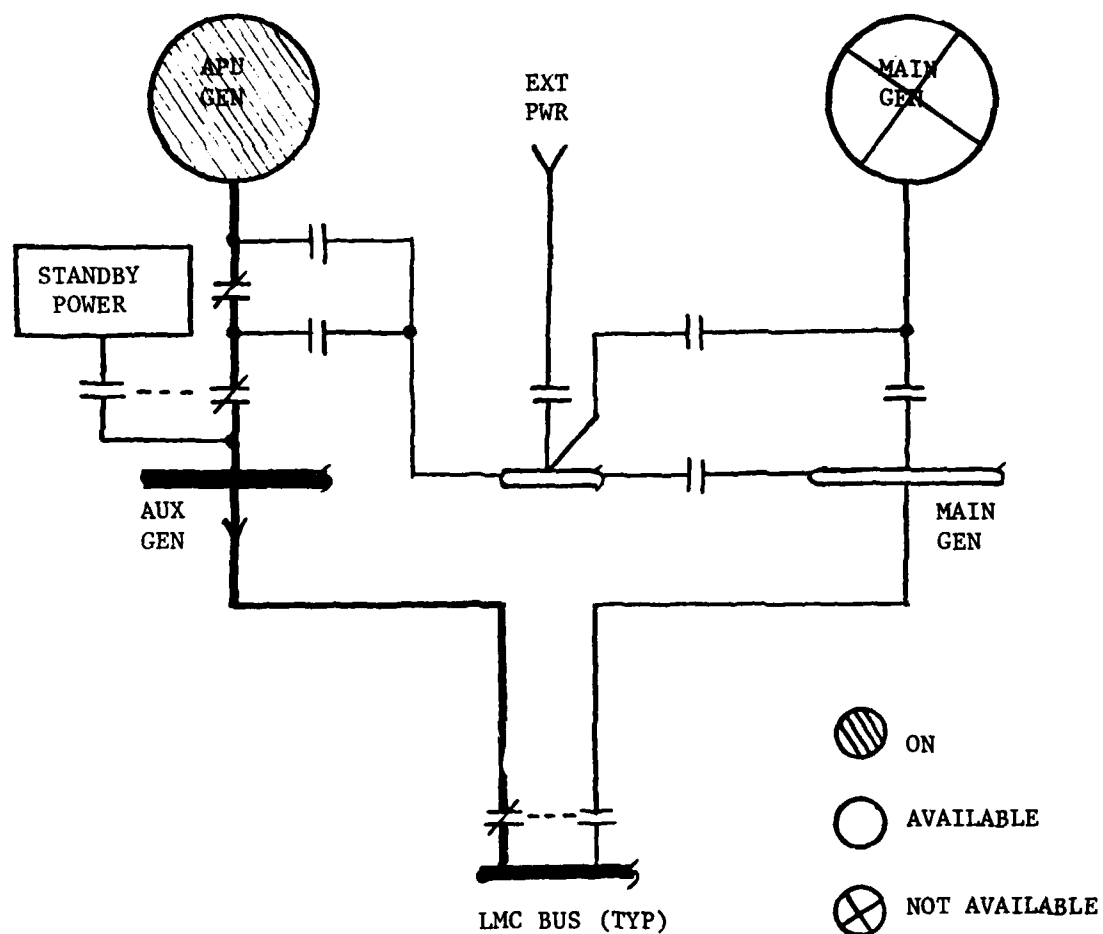 APU
GEN
EXT
PWR
MAIN
GEN
STANDBY
POWER
AUX
GEN
MAIN
GEN
ON
AVAILABLE
NOT AVAILABLE
LMC BUS (TYP)